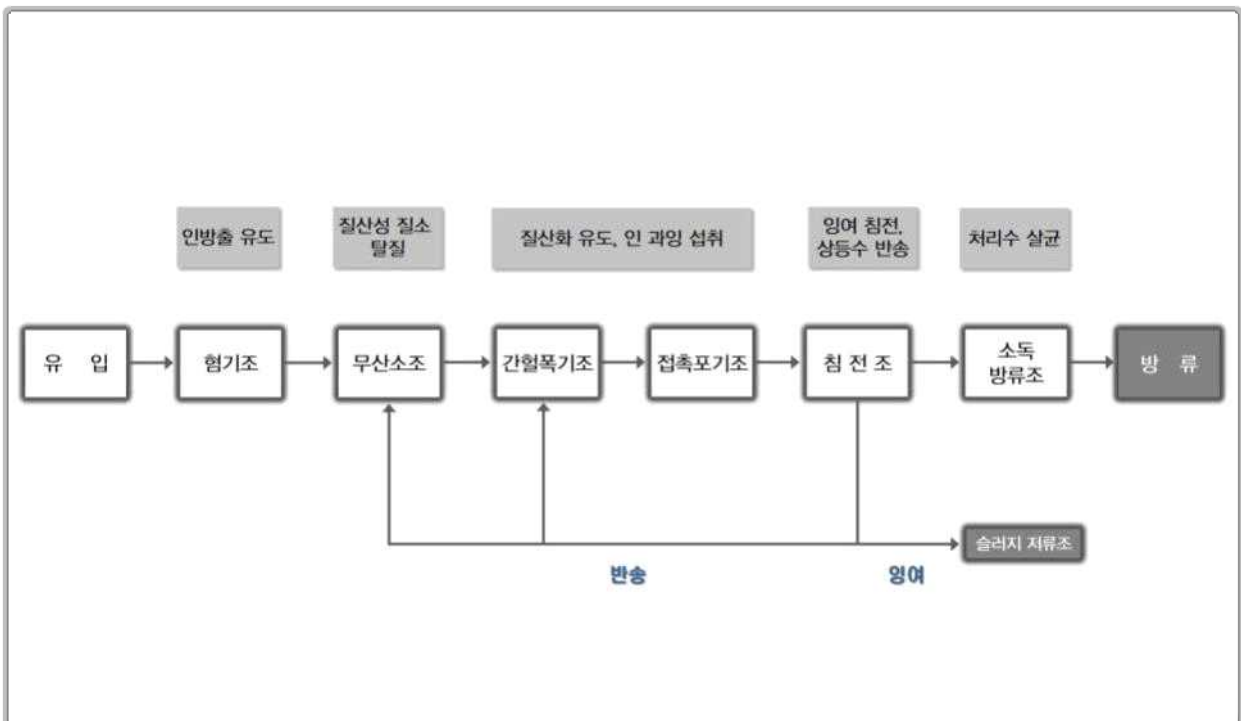 인방출 유도
질산성 질소
탈질
질산화 유도, 인 과잉 섭취
잉여 침전,
상등수 반송
처리수 살균
유 입
혐기조
무산소조
간헐폭기조
접촉포기조
침 전 조
소독
방류조
방 류
슬러지 저류조
반송
잉여